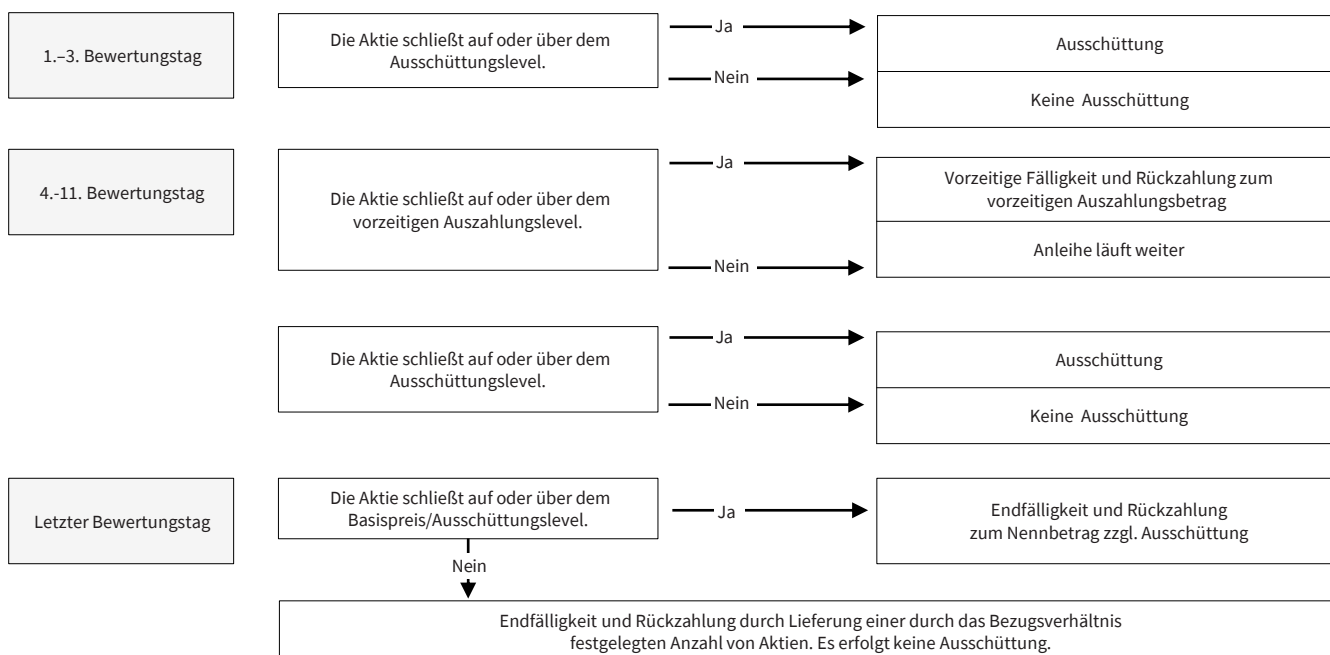 1.–3. Bewertungstag
Die Aktie schließt auf oder über dem
Ausschüttungslevel.
Ja
Nein
Ausschüttung
Keine Ausschüttung
4.-11. Bewertungstag
Die Aktie schließt auf oder über dem
vorzeitigen Auszahlungslevel.
Ja
Nein
Vorzeitige Fälligkeit und Rückzahlung zum
vorzeitigen Auszahlungsbetrag
Anleihe läuft weiter
Die Aktie schließt auf oder über dem
Ausschüttungslevel.
Ja
Nein
Ausschüttung
Keine Ausschüttung
Letzter Bewertungstag
Die Aktie schließt auf oder über dem
Basispreis/Ausschüttungslevel.
Ja
Endfälligkeit und Rückzahlung
zum Nennbetrag zzgl. Ausschüttung
Nein
Endfälligkeit und Rückzahlung durch Lieferung einer durch das Bezugsverhältnis
festgelegten Anzahl von Aktien. Es erfolgt keine Ausschüttung.